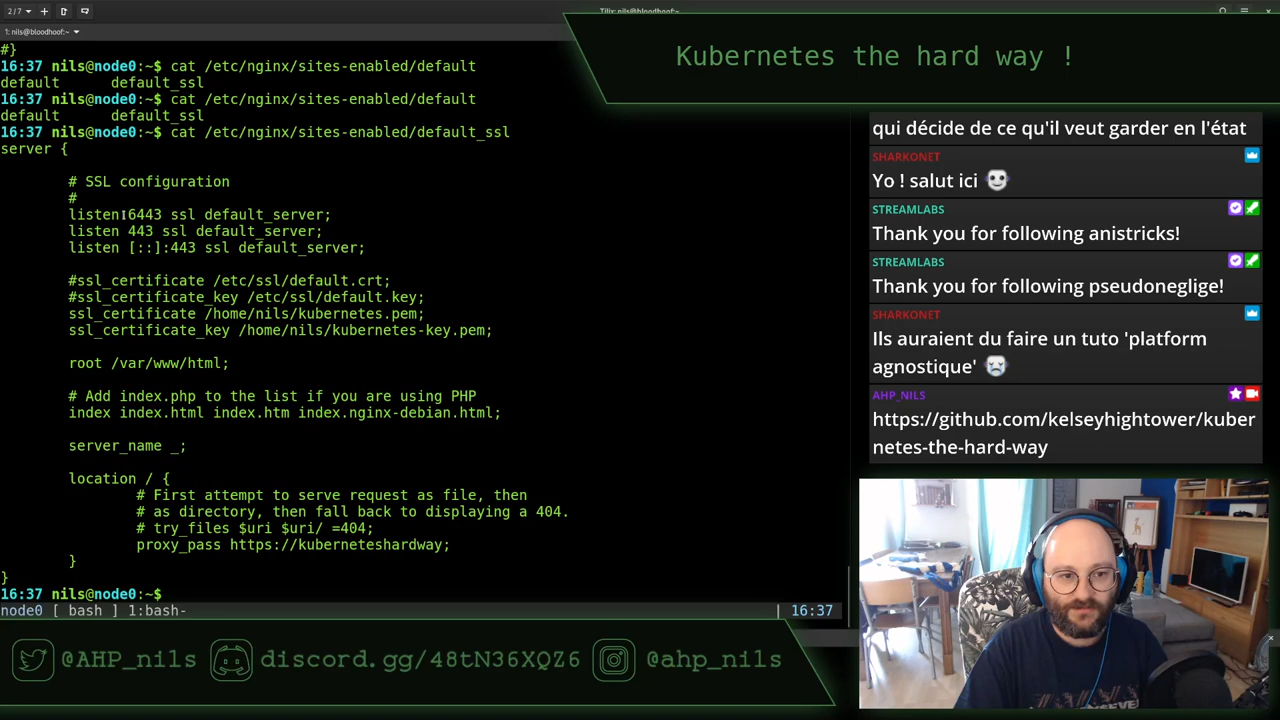 2/7
Tilix: nils@bloodhoof:~
1: nils@bloodhoof:~
#}
16:37 nils@node0:~$ cat /etc/nginx/sites-enabled/default
default      default_ssl
16:37 nils@node0:~$ cat /etc/nginx/sites-enabled/default
default      default_ssl
16:37 nils@node0:~$ cat /etc/nginx/sites-enabled/default_ssl
server {
        # SSL configuration
        #
        listen 6443 ssl default_server;
        listen 443 ssl default_server;
        listen [::]:443 ssl default_server;
        #ssl_certificate /etc/ssl/default.crt;
        #ssl_certificate_key /etc/ssl/default.key;
        ssl_certificate /home/nils/kubernetes.pem;
        ssl_certificate_key /home/nils/kubernetes-key.pem;
        root /var/www/html;
        # Add index.php to the list if you are using PHP
        index index.html index.htm index.nginx-debian.html;
        server_name _;
        location / {
                # First attempt to serve request as file, then
                # as directory, then fall back to displaying a 404.
                # try_files $uri $uri/ =404;
                proxy_pass https://kuberneteshardway;
        }
}
16:37 nils@node0:~$
node0 [ bash ] 1:bash-
| 16:37
Kubernetes the hard way !
qui décide de ce qu'il veut garder en l'état
SHARKONET
Yo ! salut ici
STREAMLABS
Thank you for following anistricks!
STREAMLABS
Thank you for following pseudoneglige!
SHARKONET
Ils auraient du faire un tuto 'platform
agnostique'
AHP_NILS
https://github.com/kelseyhightower/kuber
netes-the-hard-way
@AHP_nils
discord.gg/48tN36XQZ6
@ahp_nils